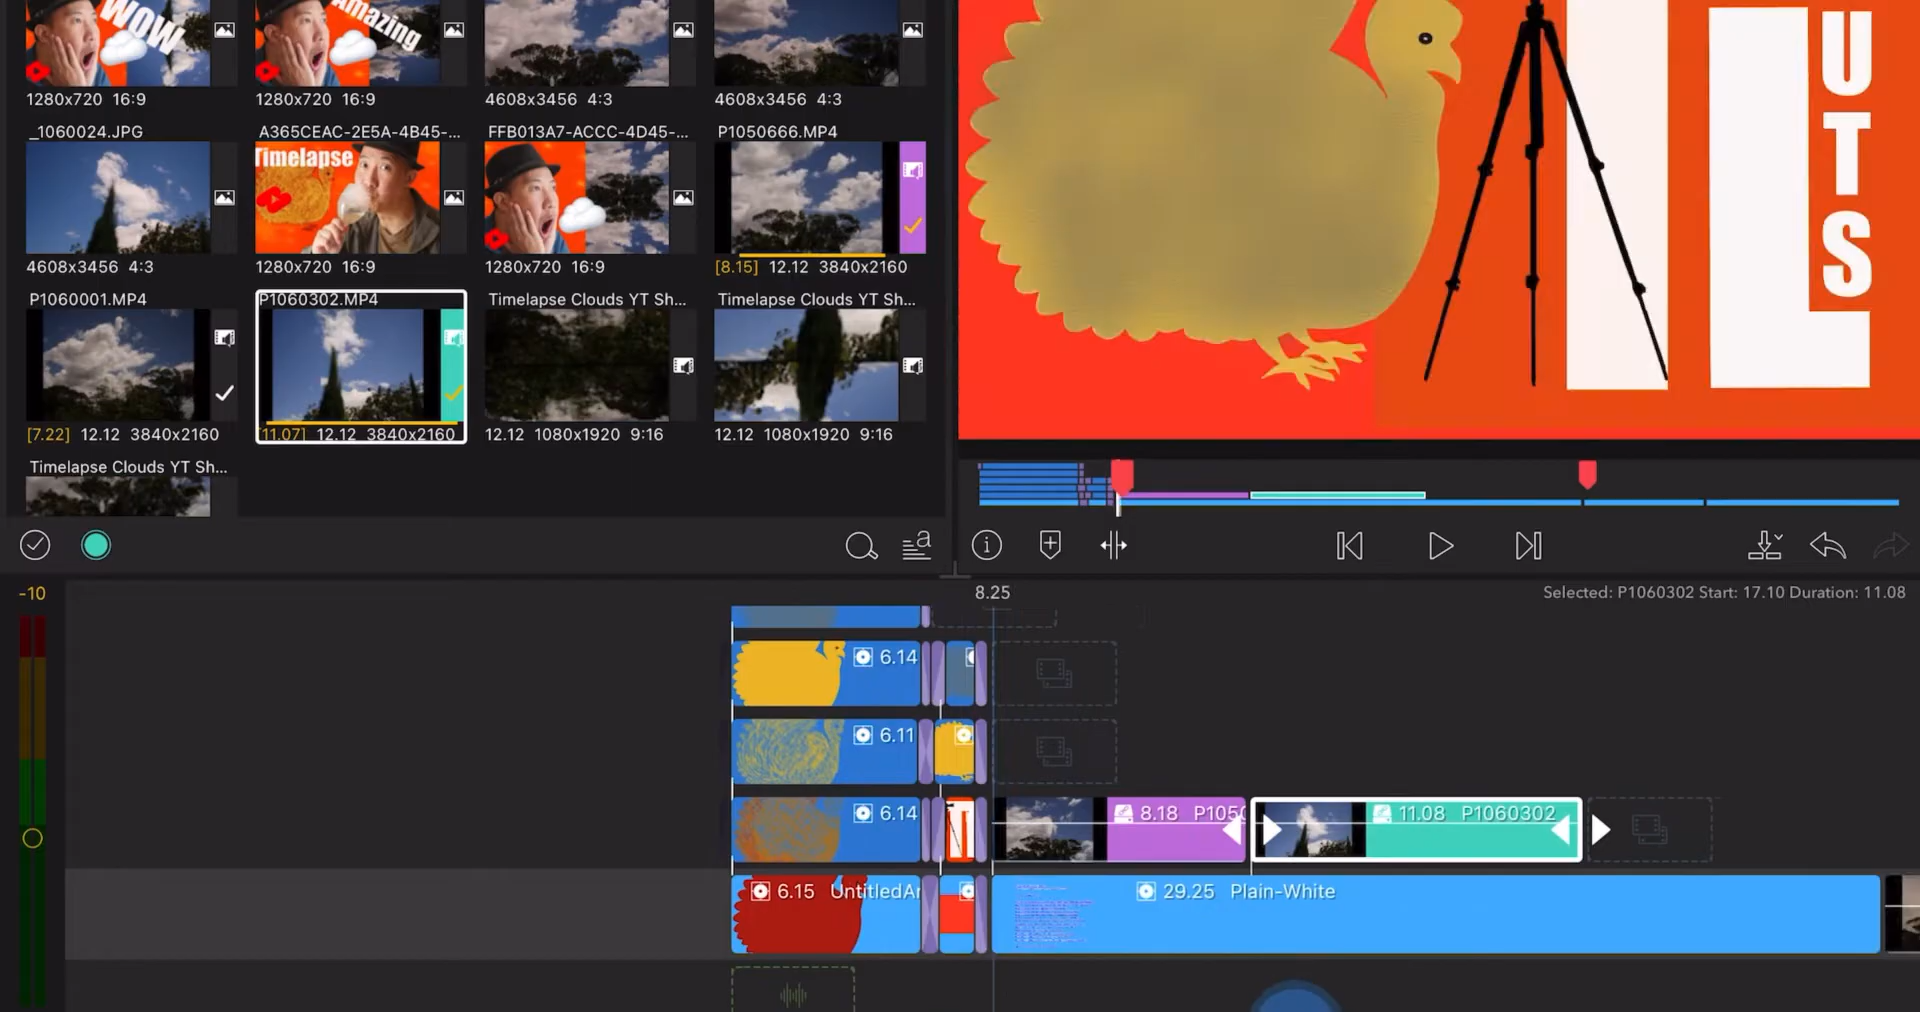 WOW
Amazing
1280x720 16:9
1280x720 16:9
4608x3456 4:3
4608x3456 4:3
_1060024.JPG
A365CEAC-2E5A-4B45-...
FFB013A7-ACCC-4D45-...
P1050666.MP4
Timelapse
4608x3456 4:3
1280x720 16:9
1280x720 16:9
[8.15] 12.12 3840x2160
P1060001.MP4
P1060302.MP4
Timelapse Clouds YT Sh...
Timelapse Clouds YT Sh...
[7.22] 12.12 3840x2160
[11.07] 12.12 3840x2160
12.12 1080x1920 9:16
12.12 1080x1920 9:16
Timelapse Clouds YT Sh...
I L
UTS
a
-10
8.25
Selected: P1060302 Start: 17.10 Duration: 11.08
6.14
6.11
6.14
8.18 P105
11.08 P1060302
6.15 UntitledAr
29.25 Plain-White